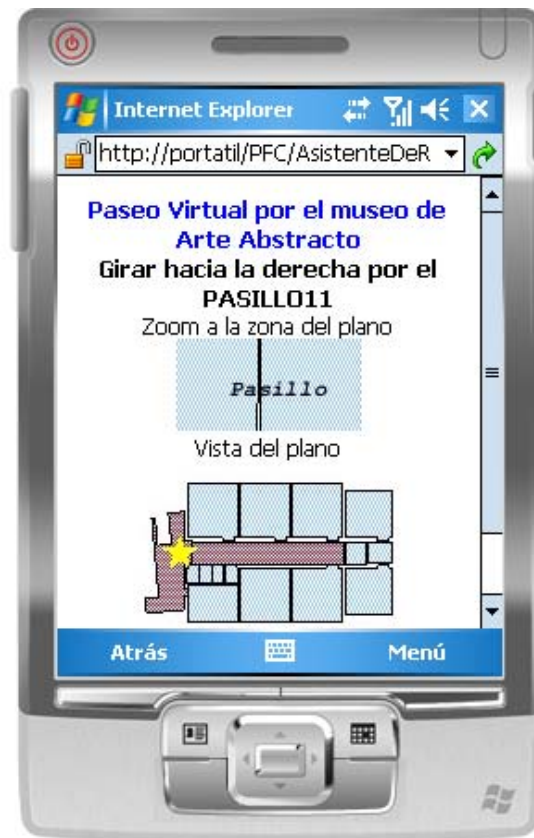 Internet Explorer
http://portatil/PFC/AsistenteDeR
Paseo Virtual por el museo de
Arte Abstracto
Girar hacia la derecha por el
PASILLO11
Zoom a la zona del plano
Pasillo
Vista del plano
Atrás
Menú